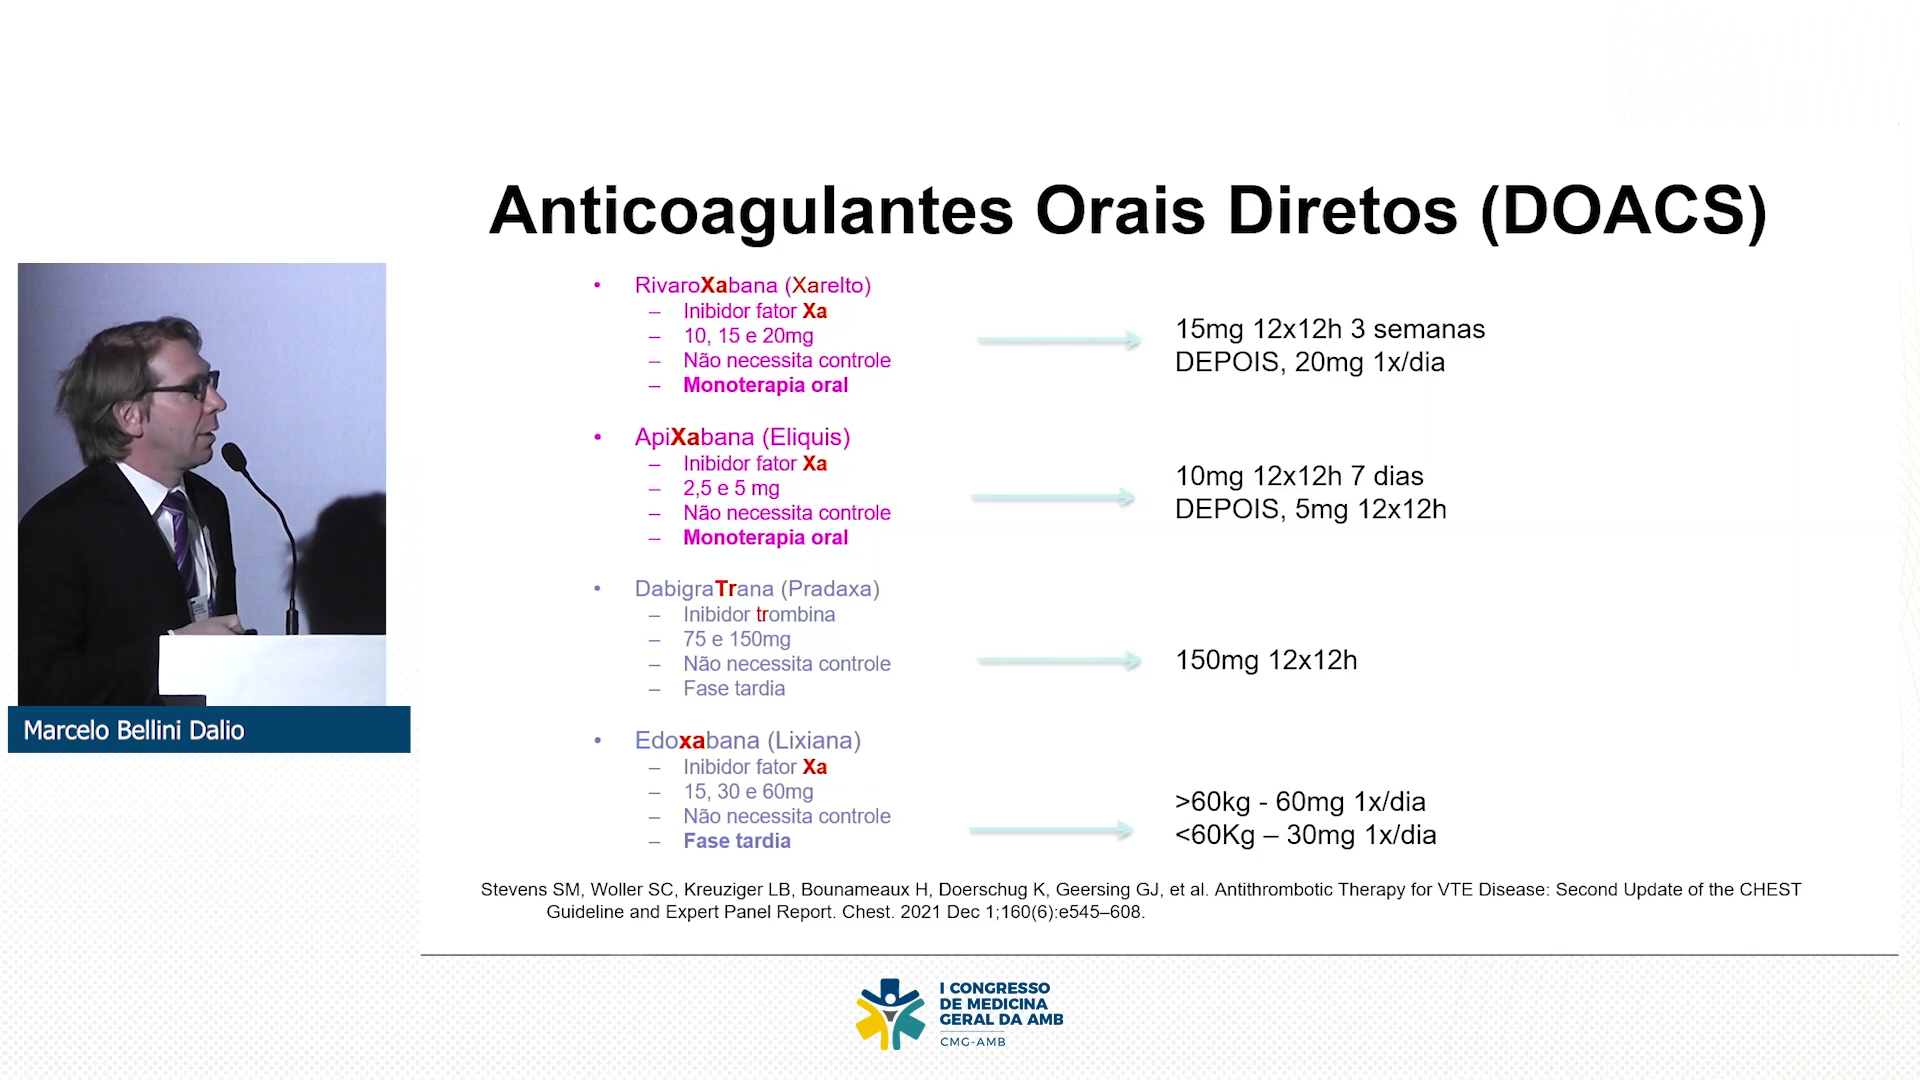 Anticoagulantes Orais Diretos (DOACS)
• RivaroXabana (Xarelto)
– Inibidor fator Xa
– 10, 15 e 20mg
– Não necessita controle
– Monoterapia oral
15mg 12x12h 3 semanas
DEPOIS, 20mg 1x/dia
• ApiXabana (Eliquis)
– Inibidor fator Xa
– 2,5 e 5 mg
– Não necessita controle
– Monoterapia oral
10mg 12x12h 7 dias
DEPOIS, 5mg 12x12h
• DabigraTrana (Pradaxa)
– Inibidor trombina
– 75 e 150mg
– Não necessita controle
– Fase tardia
150mg 12x12h
• Edoxabana (Lixiana)
– Inibidor fator Xa
– 15, 30 e 60mg
– Não necessita controle
– Fase tardia
>60kg - 60mg 1x/dia
<60Kg – 30mg 1x/dia
Stevens SM, Woller SC, Kreuziger LB, Bounameaux H, Doerschug K, Geersing GJ, et al. Antithrombotic Therapy for VTE Disease: Second Update of the CHEST
Guideline and Expert Panel Report. Chest. 2021 Dec 1;160(6):e545–608.
Marcelo Bellini Dalio
I CONGRESSO
DE MEDICINA
GERAL DA AMB
CMG-AMB